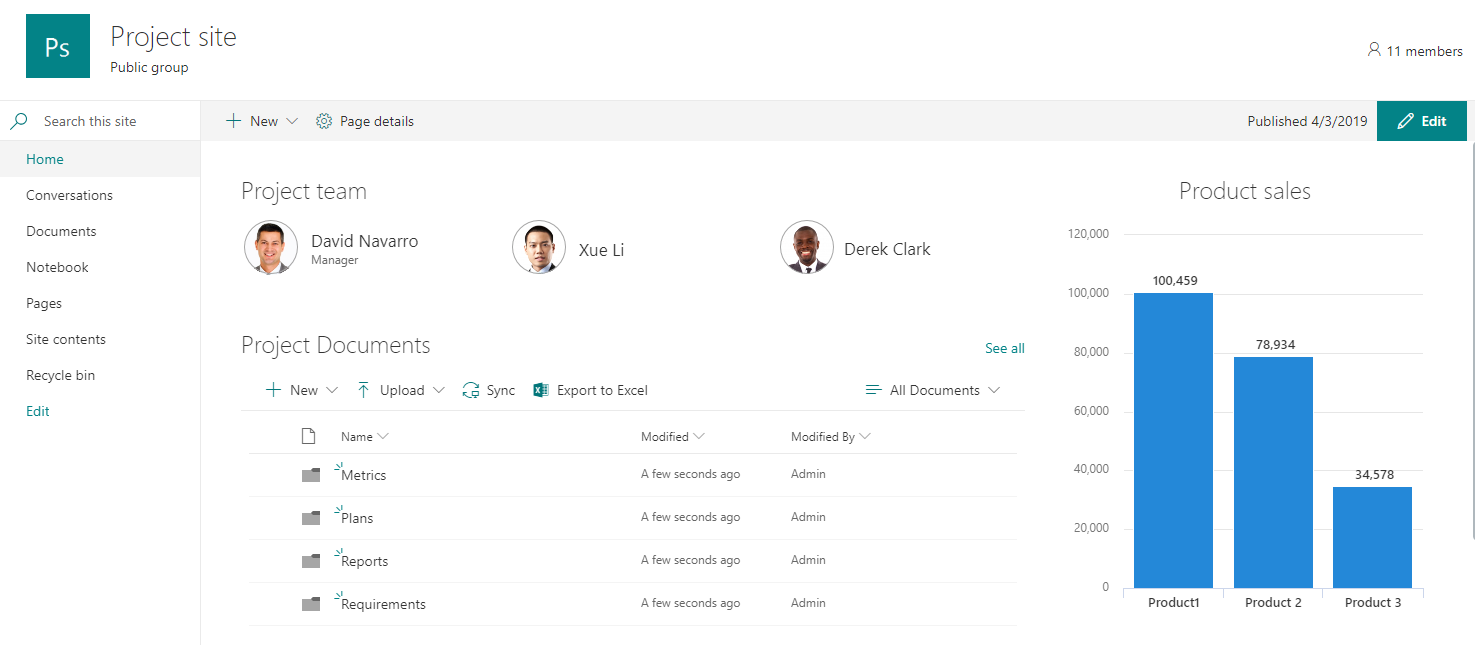 Ps
Project site
Public group
11 members
Search this site
New
Page details
Published 4/3/2019
Edit
Home
Conversations
Documents
Notebook
Pages
Site contents
Recycle bin
Edit
Project team
David Navarro
Manager
Xue Li
Derek Clark
Project Documents
See all
New
Upload
Sync
Export to Excel
All Documents
Name
Modified
Modified By
Metrics
A few seconds ago
Admin
Plans
A few seconds ago
Admin
Reports
A few seconds ago
Admin
Requirements
A few seconds ago
Admin
Product sales
120,000
100,000
80,000
60,000
40,000
20,000
0
100,459
78,934
34,578
Product1
Product 2
Product 3